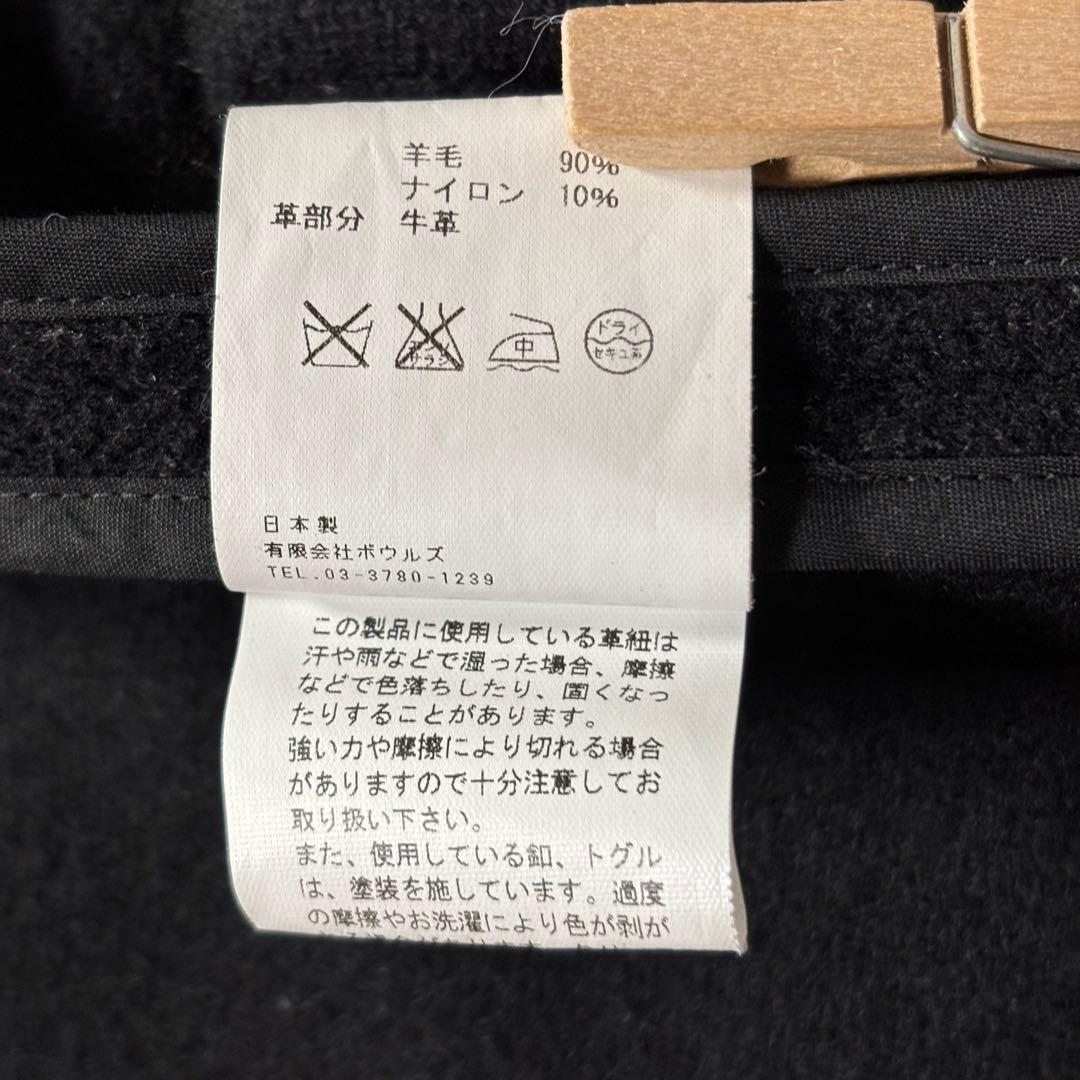 羊毛 90%
ナイロン 10%
革部分 牛革
中
ドライ
セキユ系
日本製
有限会社ボウルズ
TEL.03-3780-1239
この製品に使用している革紐は
汗や雨などで湿った場合、摩擦
などで色落ちしたり、固くなっ
たりすることがあります。
強い力や摩擦により切れる場合
がありますので十分注意してお
取り扱い下さい。
また、使用している釦、トグル
は、塗装を施しています。過度
の摩擦やお洗濯により色が剥が